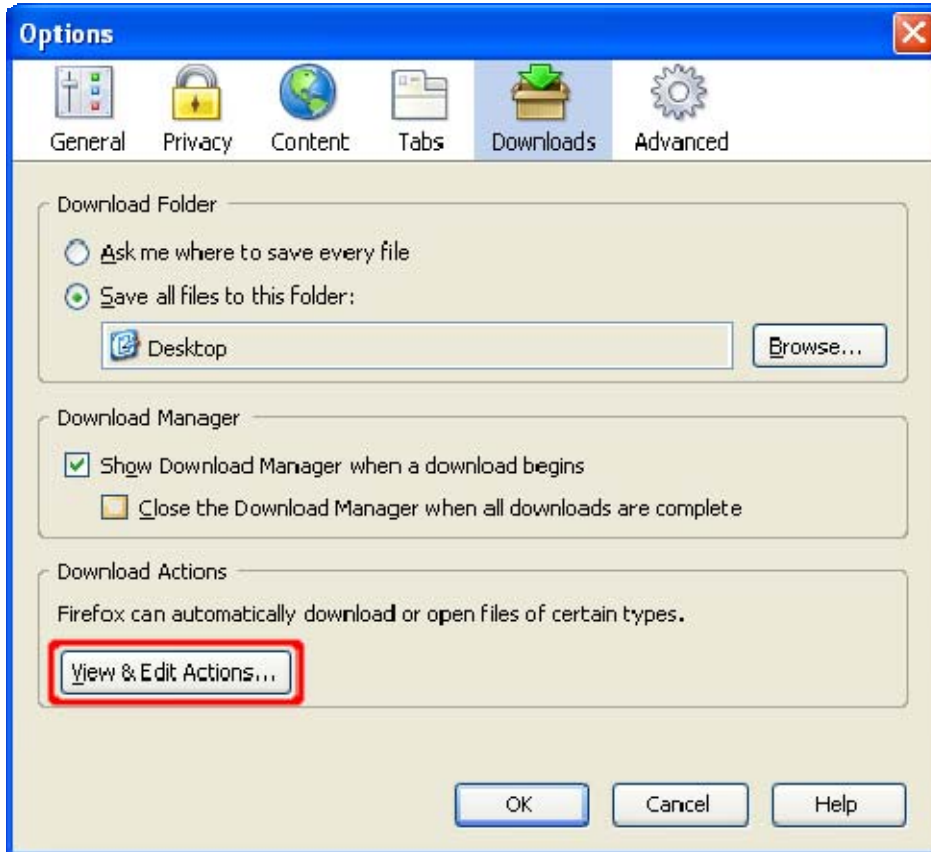 Options
General Privacy Content Tabs Downloads Advanced
Download Folder
Ask me where to save every file
Save all files to this folder:
Desktop Browse...
Download Manager
Show Download Manager when a download begins
Close the Download Manager when all downloads are complete
Download Actions
Firefox can automatically download or open files of certain types.
View & Edit Actions...
OK Cancel Help